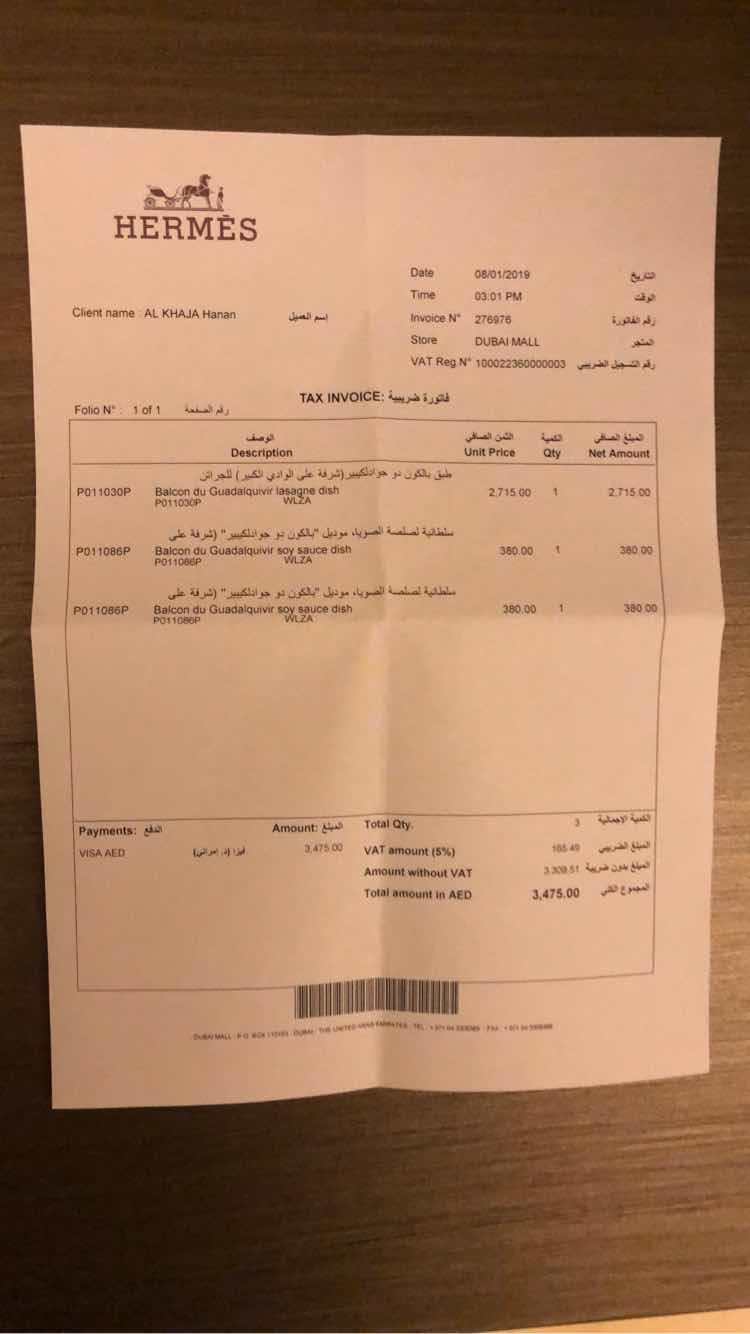 HERMÈS
Date 08/01/2019 التاريخ
Time 03:01 PM الوقت
Client name : AL KHAJA Hanan إسم العميل
Invoice N° 276976 رقم الفاتورة
Store DUBAI MALL المتجر
VAT Reg.N° 100022360000003 رقم التسجيل الضريبي
TAX INVOICE: فاتورة ضريبية
Folio N° : 1 of 1 رقم الصفحة
الوصف الثمن الصافي الكمية المبلغ الصافي
Description Unit Price Qty Net Amount
طبق بالكون دو جوادلكيبير(شرفة على الوادي الكبير) للجراتن
P011030P Balcon du Guadalquivir lasagne dish 2,715.00 1 2,715.00
P011030P WLZA
سلطانية لصلصة الصويا، موديل "بالكون دو جوادلكيبير" (شرفة على
P011086P Balcon du Guadalquivir soy sauce dish 380.00 1 380.00
P011086P WLZA
سلطانية لصلصة الصويا، موديل "بالكون دو جوادلكيبير" (شرفة على
P011086P Balcon du Guadalquivir soy sauce dish 380.00 1 380.00
P011086P WLZA
Payments: الدفع Amount: المبلغ Total Qty. 3 الكمية الاجمالية
VISA AED فيزا (د. إمراتي) 3,475.00 VAT amount (5%) 165.49 المبلغ الضريبي
Amount without VAT 3,309.51 المبلغ بدون ضريبة
Total amount in AED 3,475.00 المجموع الكلي
DUBAI MALL - P.O. BOX - DUBAI - THE UNITED ARAB EMIRATES - TEL : - FAX :